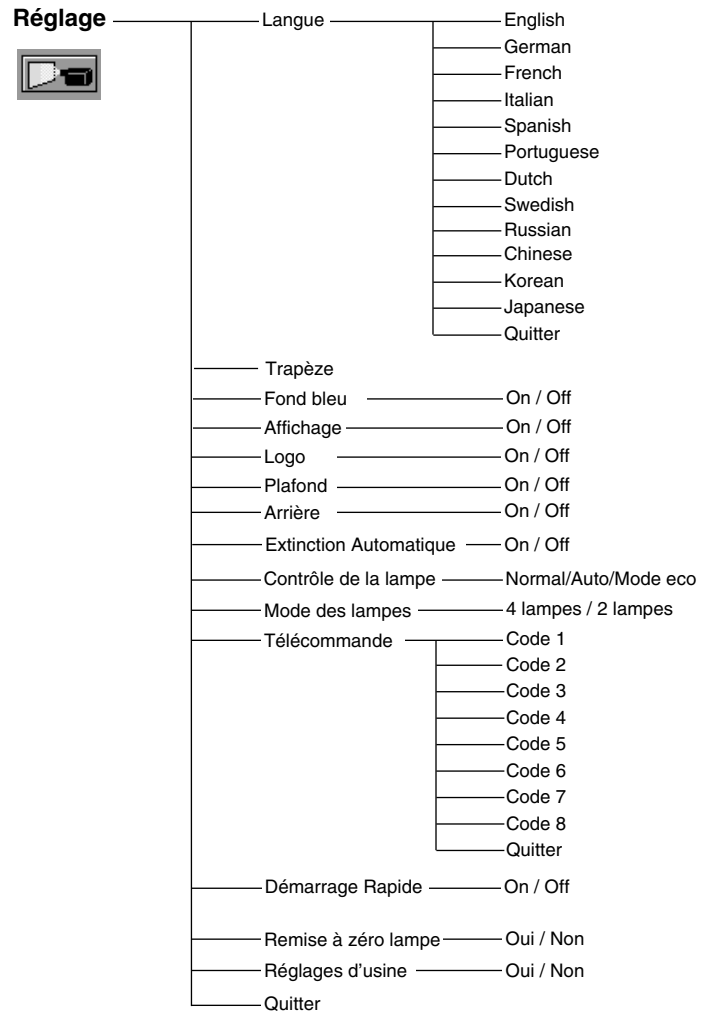 Réglage Langue English
German
French
Italian
Spanish
Portuguese
Dutch
Swedish
Russian
Chinese
Korean
Japanese
Quitter
Trapèze
Fond bleu On / Off
Affichage On / Off
Logo On / Off
Plafond On / Off
Arrière On / Off
Extinction Automatique On / Off
Contrôle de la lampe Normal/Auto/Mode eco
Mode des lampes 4 lampes / 2 lampes
Télécommande Code 1
Code 2
Code 3
Code 4
Code 5
Code 6
Code 7
Code 8
Quitter
Démarrage Rapide On / Off
Remise à zéro lampe Oui / Non
Réglages d'usine Oui / Non
Quitter